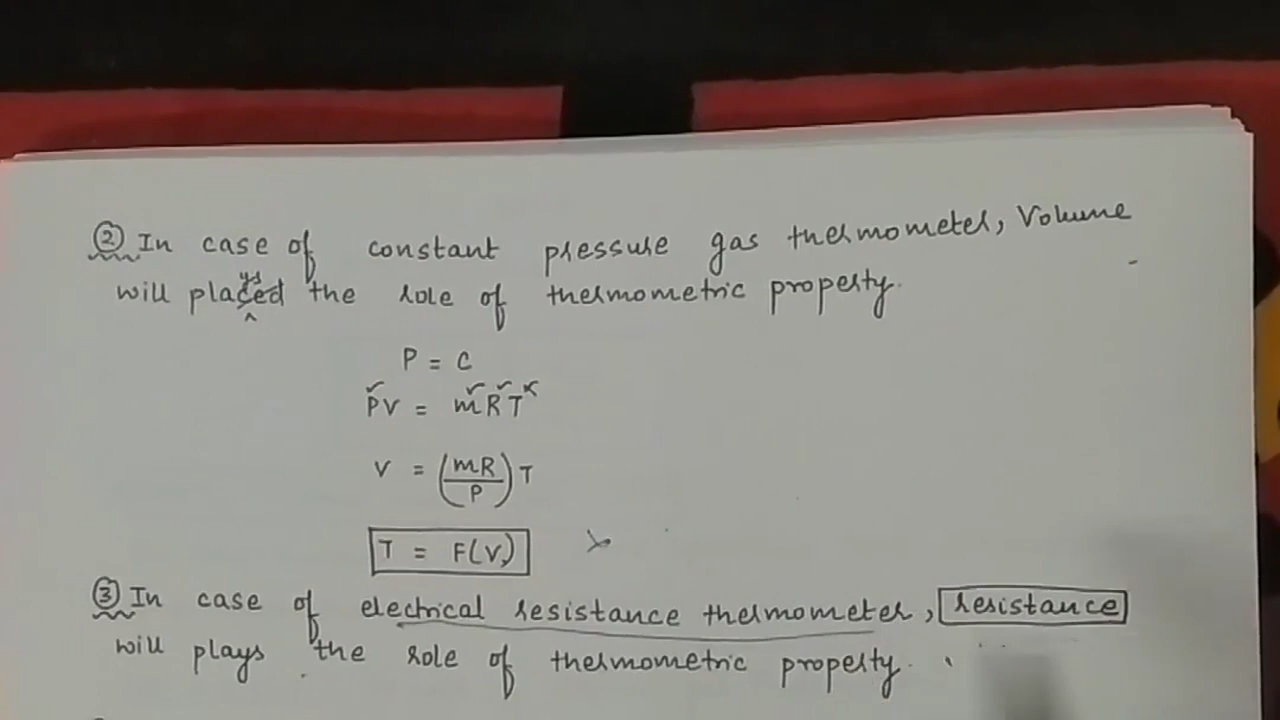 ② In case of constant pressure gas thermometer, Volume
will placed ys the role of thermometric property.
P = C
PV = mRT
V = (mR/P) T
T = F(V)
③ In case of electrical resistance thermometer, resistance
will plays the role of thermometric property.